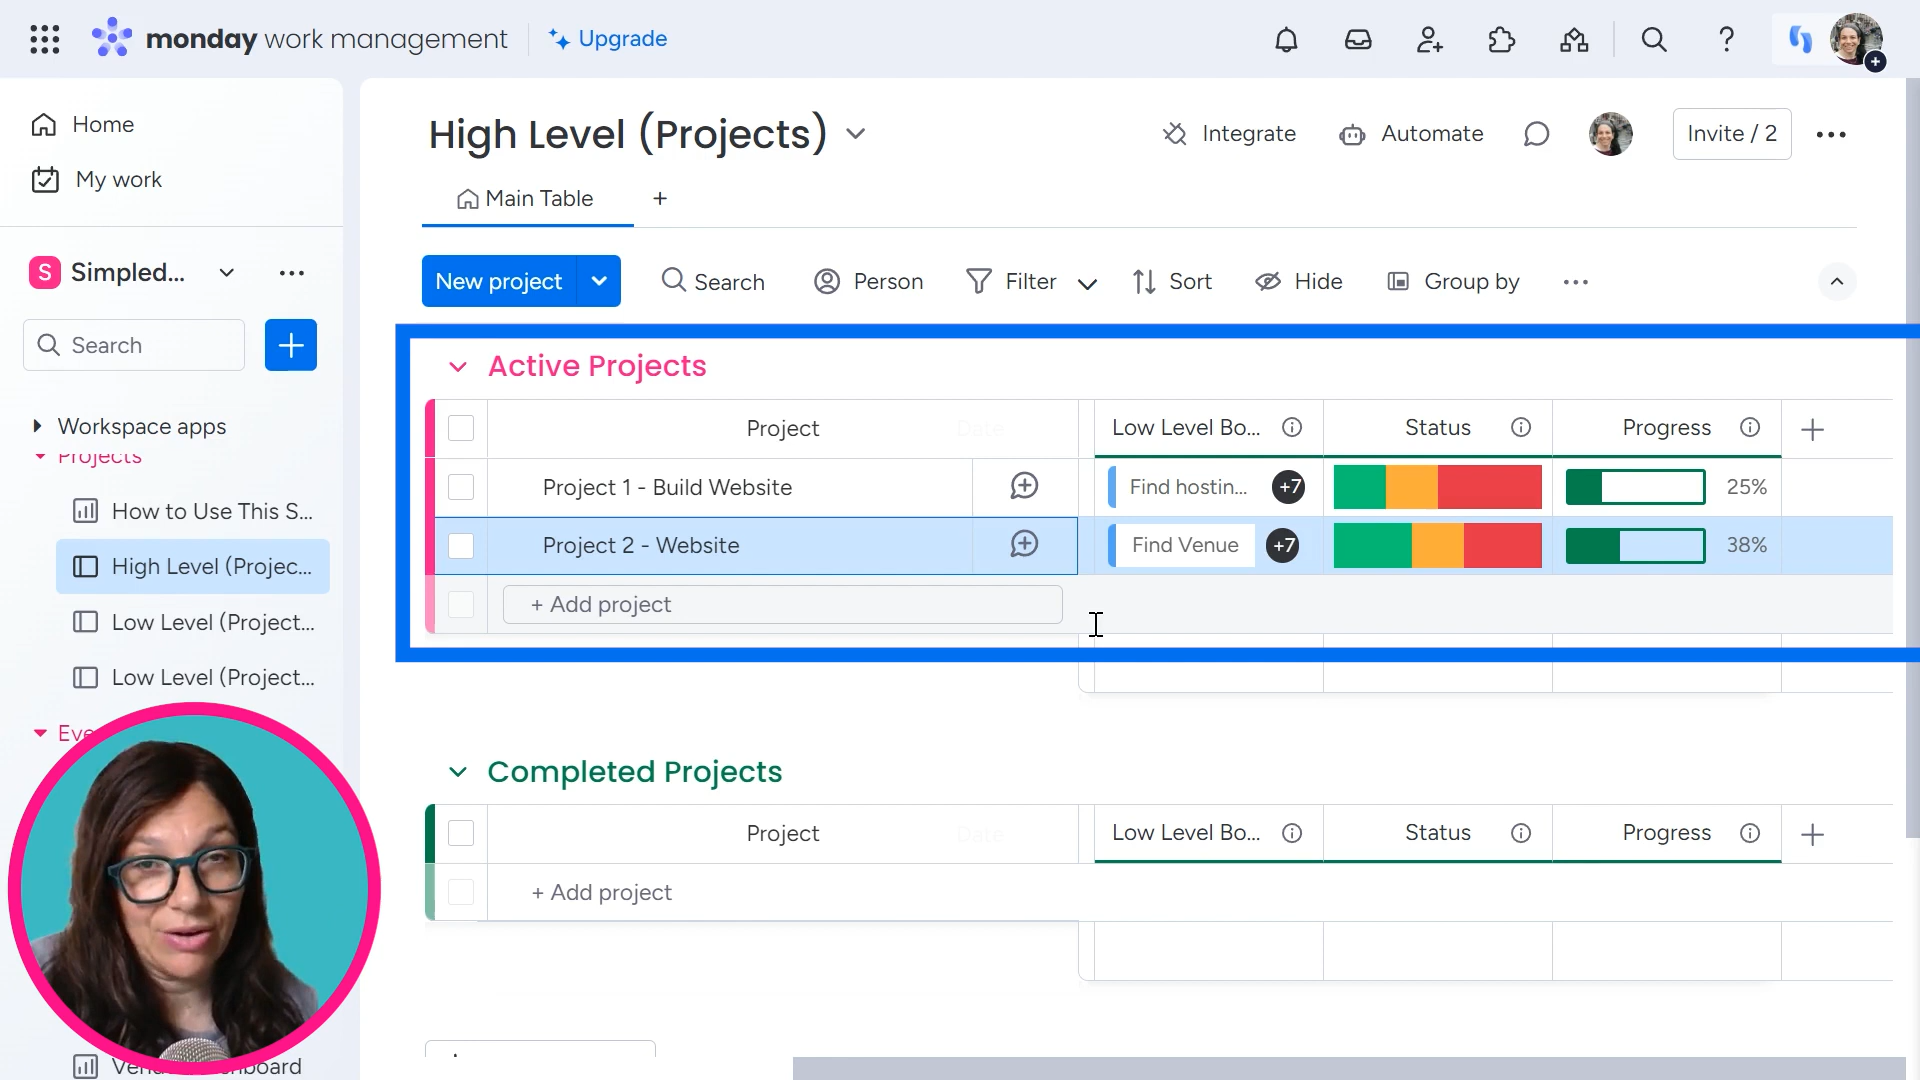 monday work management
Upgrade
Home
My work
S Simpled...
Search
Workspace apps
Projects
How to Use This S...
High Level (Projec...
Low Level (Project...
Low Level (Project...
High Level (Projects)
Integrate
Automate
Invite / 2
Main Table
New project
Search
Person
Filter
Sort
Hide
Group by
Active Projects
Project
Date
Low Level Bo...
Status
Progress
Project 1 - Build Website
Find hostin...
+7
25%
Project 2 - Website
Find Venue
+7
38%
+ Add project
Completed Projects
Project
Date
Low Level Bo...
Status
Progress
+ Add project